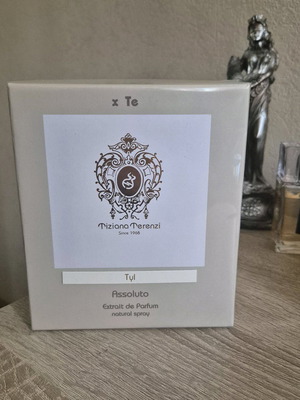 x Te
Tiziana Terenzi
Since 1968
Tyl
Assoluto
Extrait de Parfum
natural spray